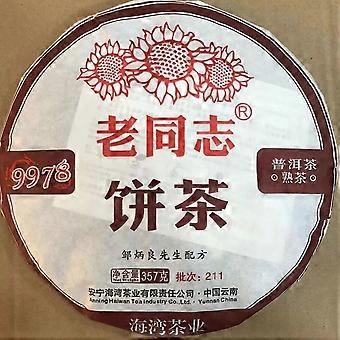 老同志®
9978
饼茶
普洱茶
·熟茶·
邹炳良先生配方
净含量 357克 批次：211
安宁海湾茶业有限责任公司·中国云南
Anning Haiwan Tea Industry Co.,Ltd. · Yunnan China
海湾茶业